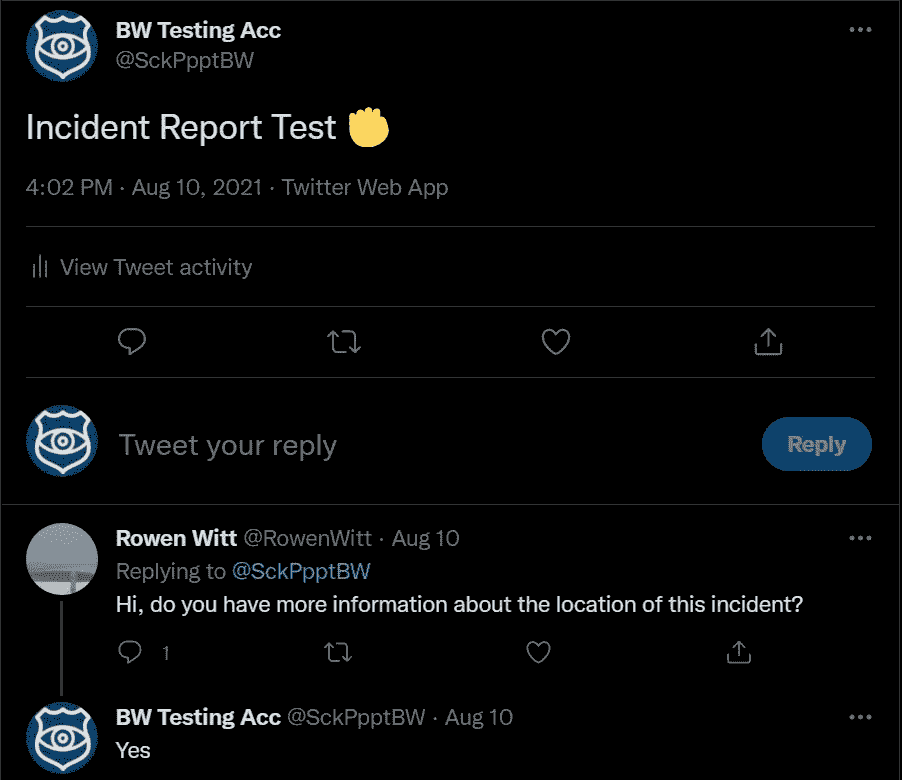 BW Testing Acc
@SckPpptBW
Incident Report Test ✊
4:02 PM · Aug 10, 2021 · Twitter Web App
View Tweet activity
Tweet your reply
Reply
Rowen Witt @RowenWitt · Aug 10
Replying to @SckPpptBW
Hi, do you have more information about the location of this incident?
1
BW Testing Acc @SckPpptBW · Aug 10
Yes